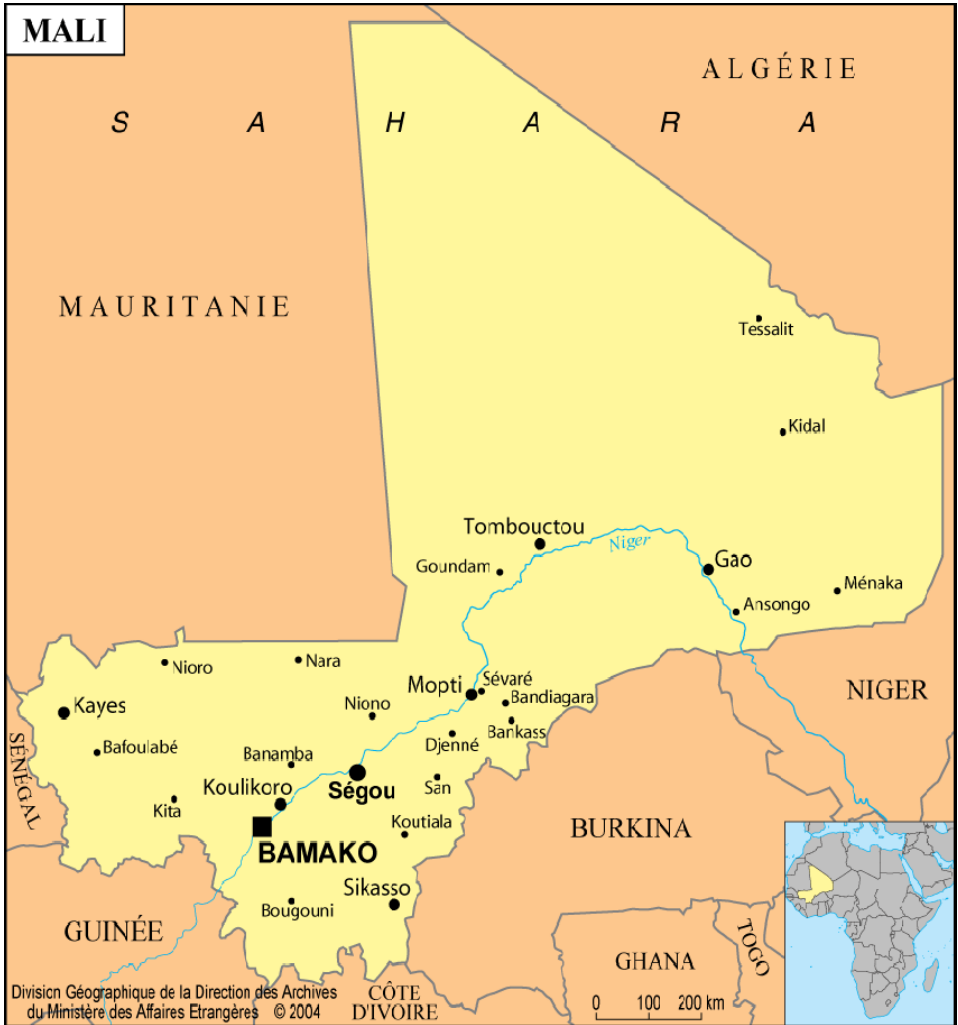 MALI
ALGÉRIE
S A H A R A
MAURITANIE
Tessalit
Kidal
Tombouctou
Niger
Goundam
Gao
Ménaka
Ansongo
Nioro
Nara
Mopti
Sévaré
Bandiagara
NIGER
Kayes
Niono
Bankass
Djenné
Bafoulabé
Banamba
SÉNÉGAL
Koulikoro
Ségou
San
Kita
Koutiala
BURKINA
BAMAKO
Sikasso
Bougouni
GUINÉE
TOGO
GHANA
CÔTE
D'IVOIRE
0 100 200 km
Division Géographique de la Direction des Archives
du Ministère des Affaires Etrangères © 2004